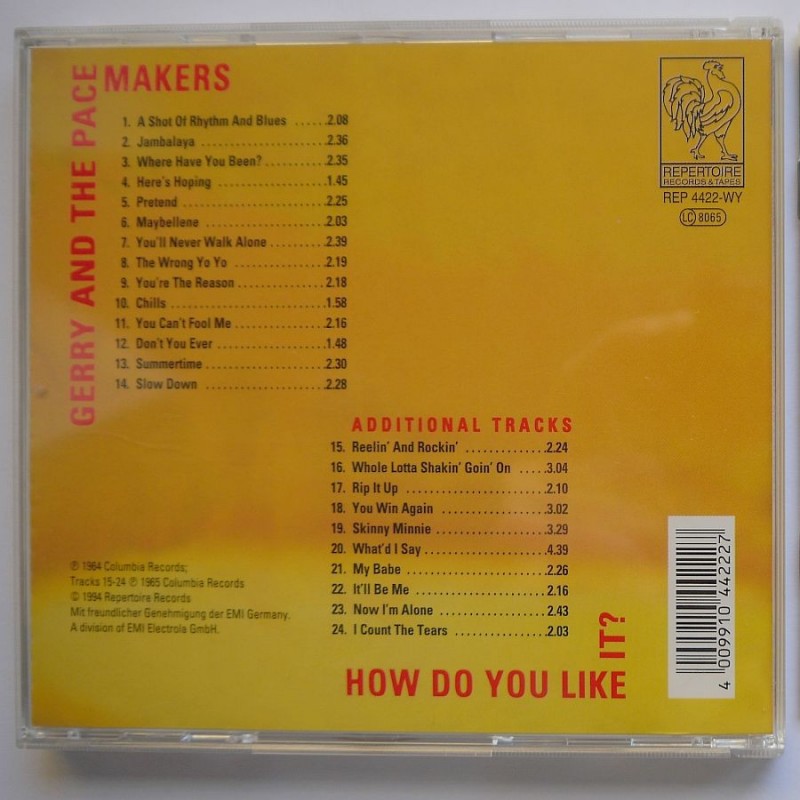 GERRY AND THE PACEMAKERS
1. A Shot Of Rhythm And Blues ......2.08
2. Jambalaya ......2.36
3. Where Have You Been? ......2.35
4. Here's Hoping ......1.45
5. Pretend ......2.25
6. Maybellene ......2.03
7. You'll Never Walk Alone ......2.39
8. The Wrong Yo Yo ......2.19
9. You're The Reason ......2.18
10. Chills ......1.58
11. You Can't Fool Me ......2.16
12. Don't You Ever ......1.48
13. Summertime ......2.30
14. Slow Down ......2.28
REPERTOIRE
RECORDS & TAPES
REP 4422-WY
LC 8065
ADDITIONAL TRACKS
15. Reelin' And Rockin' ......2.24
16. Whole Lotta Shakin' Goin' On .....3.04
17. Rip It Up ......2.10
18. You Win Again ......3.02
19. Skinny Minnie ......3.29
20. What'd I Say ......4.39
21. My Babe ......2.26
22. It'll Be Me ......2.16
23. Now I'm Alone ......2.43
24. I Count The Tears ......2.03
℗ 1964 Columbia Records;
Tracks 15-24 ℗ 1965 Columbia Records
© 1994 Repertoire Records
Mit freundlicher Genehmigung der EMI Germany.
A division of EMI Electrola GmbH.
HOW DO YOU LIKE IT?
4 009910 442227